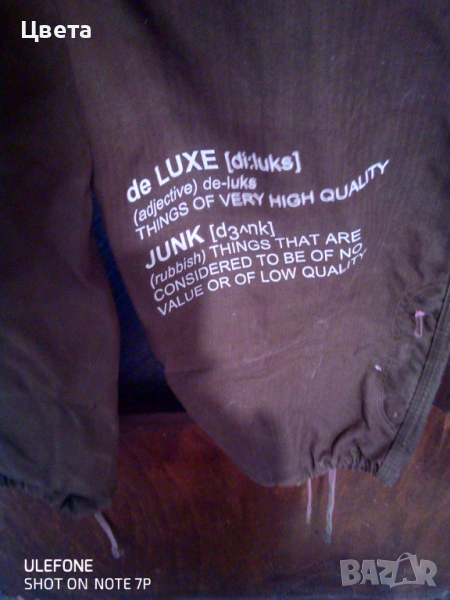 Цвета
de LUXE [di:luks]
(adjective) de-luks
THINGS OF VERY HIGH QUALITY
JUNK [dʒʌnk]
(rubbish) THINGS THAT ARE
CONSIDERED TO BE OF NO
VALUE OR OF LOW QUALITY
ULEFONE
SHOT ON NOTE 7P
BAZAR